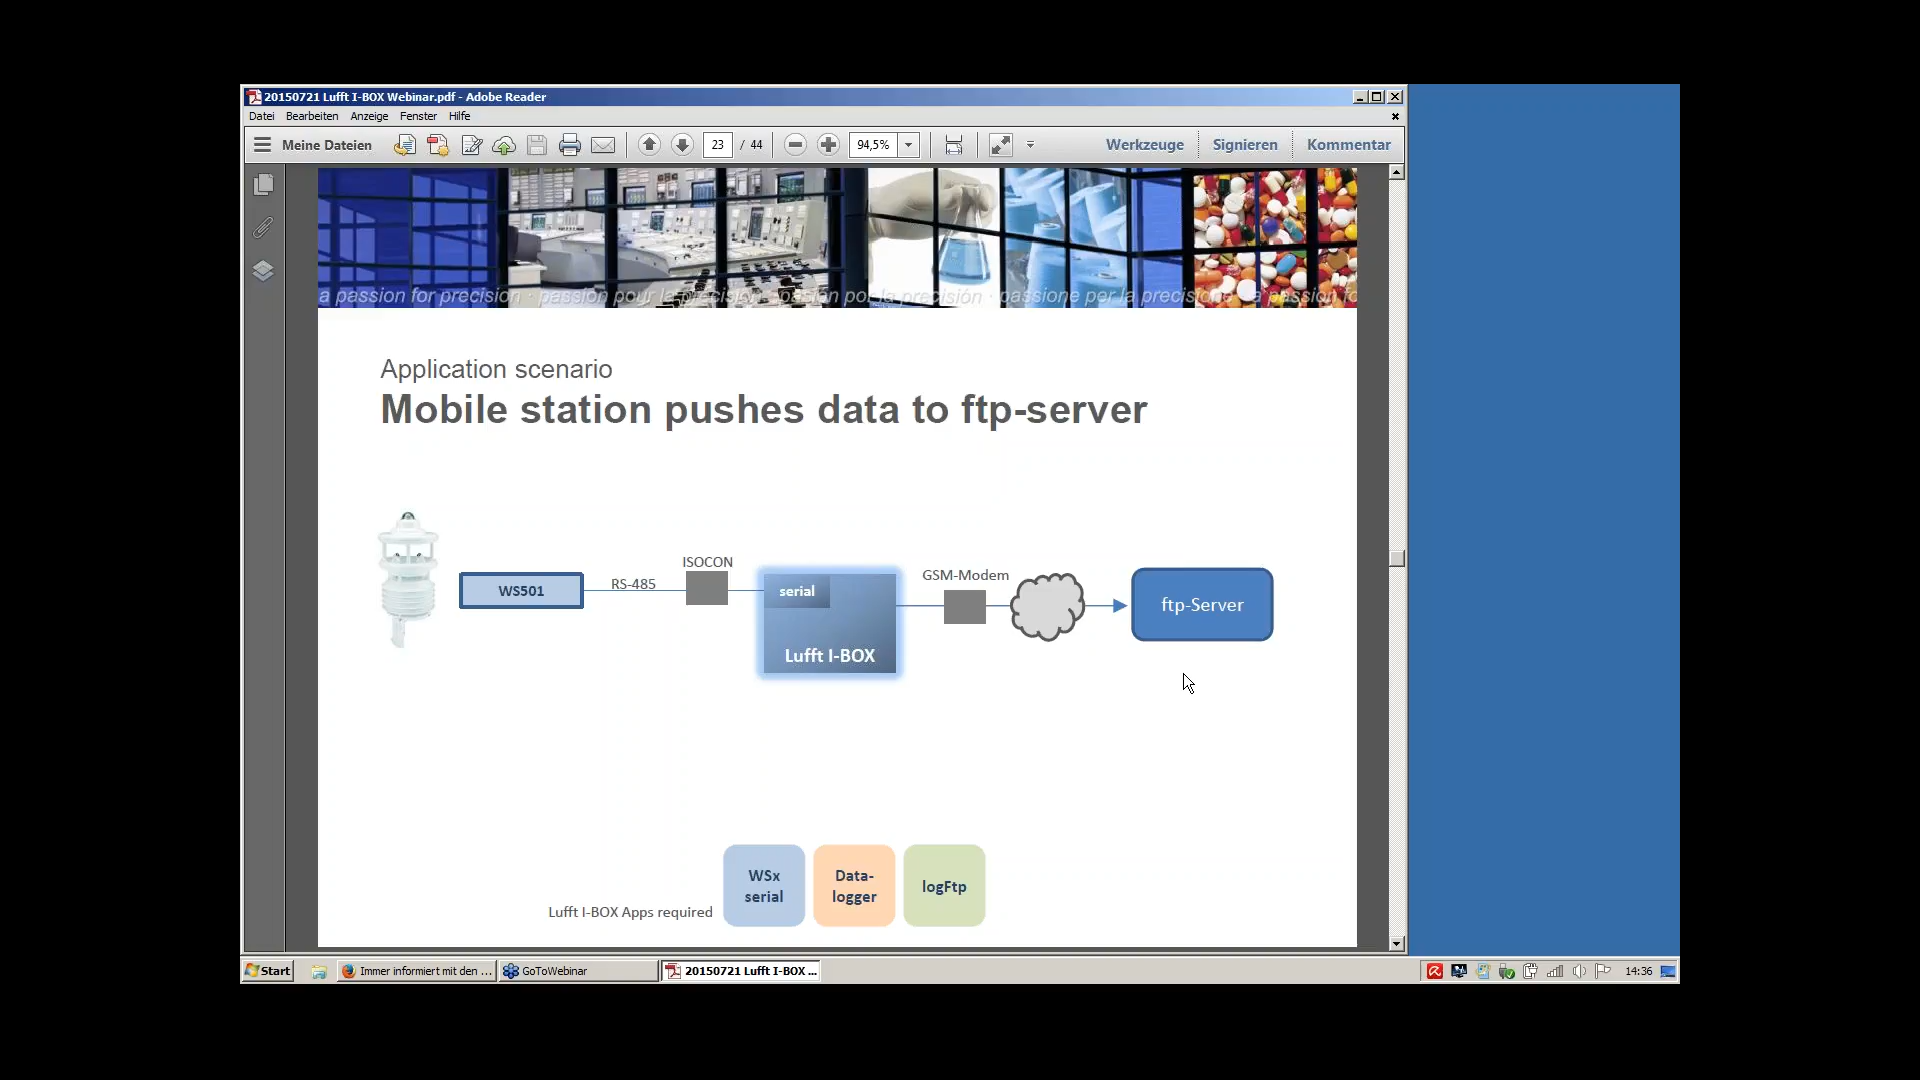 20150721 Lufft I-BOX Webinar.pdf - Adobe Reader
Datei Bearbeiten Anzeige Fenster Hilfe
Meine Dateien 23 / 44 94,5% Werkzeuge Signieren Kommentar
a passion for precision · passion pour la précision · pasión por la precisión · passione per la precisione · a passion fo
Application scenario
Mobile station pushes data to ftp-server
ISOCON
GSM-Modem
WS501
RS-485
serial
ftp-Server
Lufft I-BOX
WSx
serial
Data-
logger
logFtp
Lufft I-BOX Apps required
Start Immer informiert mit den ... GoToWebinar 20150721 Lufft I-BOX ... 14:36